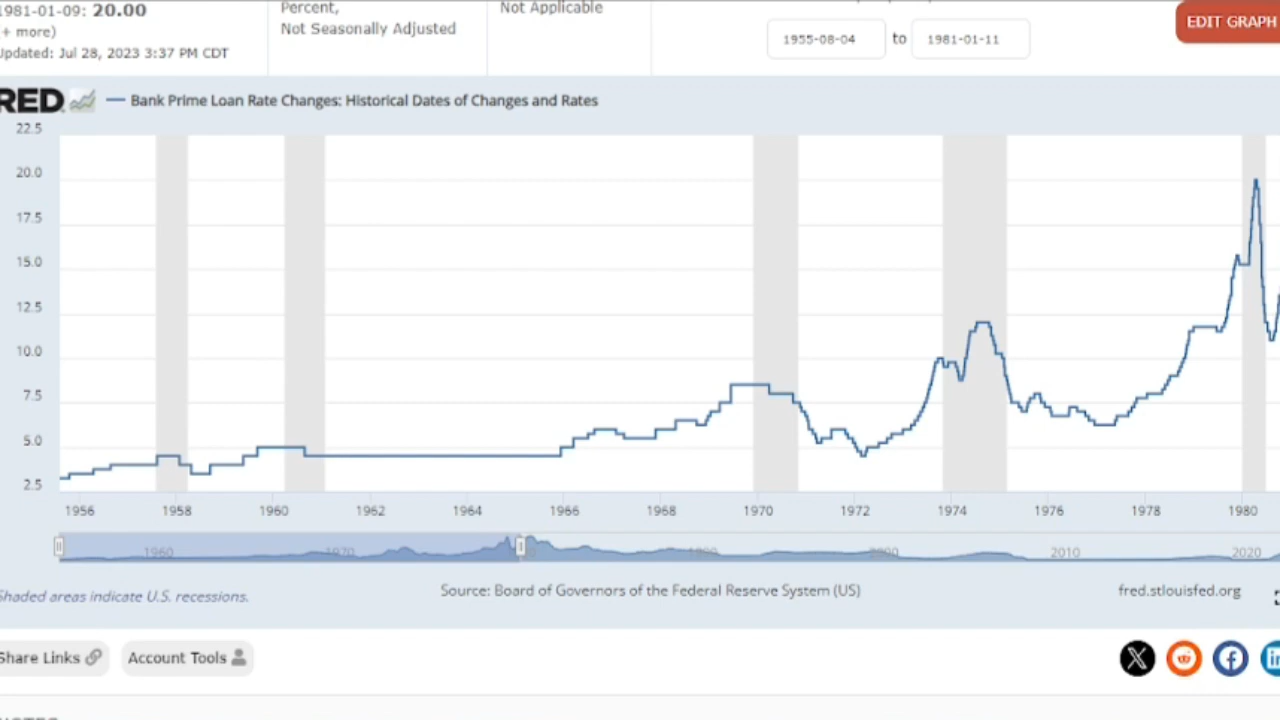 1981-01-09: 20.00
(+ more)
Updated: Jul 28, 2023 3:37 PM CDT
Percent,
Not Seasonally Adjusted
Not Applicable
1955-08-04 to 1981-01-11
EDIT GRAPH
RED
Bank Prime Loan Rate Changes: Historical Dates of Changes and Rates
22.5
20.0
17.5
15.0
12.5
10.0
7.5
5.0
2.5
1956 1958 1960 1962 1964 1966 1968 1970 1972 1974 1976 1978 1980
1960 1970 1990 2000 2010 2020
Shaded areas indicate U.S. recessions.
Source: Board of Governors of the Federal Reserve System (US)
fred.stlouisfed.org
Share Links
Account Tools
X f in